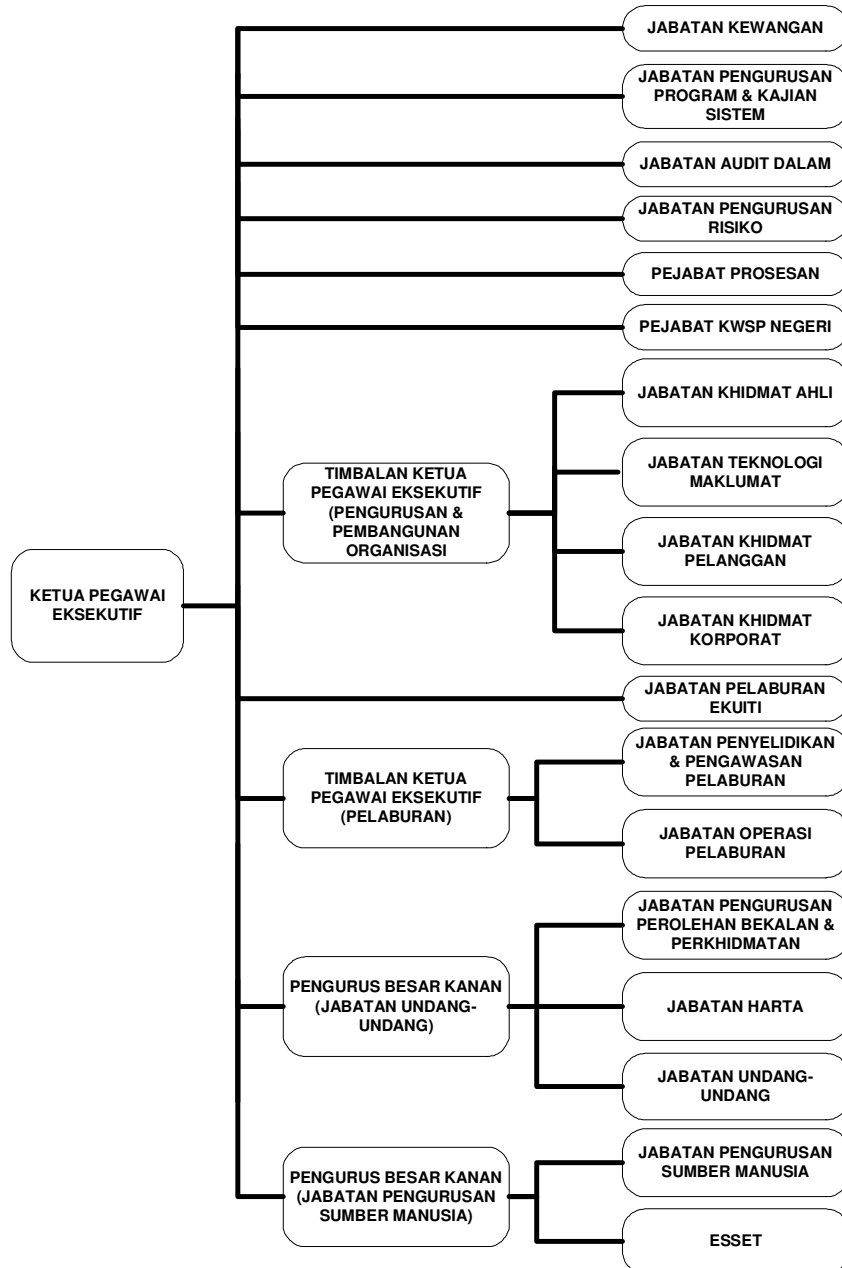 JABATAN KEWANGAN
JABATAN PENGURUSAN
PROGRAM & KAJIAN
SISTEM
JABATAN AUDIT DALAM
JABATAN PENGURUSAN
RISIKO
PEJABAT PROSESAN
PEJABAT KWSP NEGERI
JABATAN KHIDMAT AHLI
JABATAN TEKNOLOGI
MAKLUMAT
TIMBALAN KETUA
PEGAWAI EKSEKUTIF
(PENGURUSAN &
PEMBANGUNAN
ORGANISASI
JABATAN KHIDMAT
PELANGGAN
KETUA PEGAWAI
EKSEKUTIF
JABATAN KHIDMAT
KORPORAT
JABATAN PELABURAN
EKUITI
JABATAN PENYELIDIKAN
& PENGAWASAN
PELABURAN
TIMBALAN KETUA
PEGAWAI EKSEKUTIF
(PELABURAN)
JABATAN OPERASI
PELABURAN
JABATAN PENGURUSAN
PEROLEHAN BEKALAN &
PERKHIDMATAN
PENGURUS BESAR KANAN
(JABATAN UNDANG-
UNDANG)
JABATAN HARTA
JABATAN UNDANG-
UNDANG
JABATAN PENGURUSAN
SUMBER MANUSIA
PENGURUS BESAR KANAN
(JABATAN PENGURUSAN
SUMBER MANUSIA)
ESSET